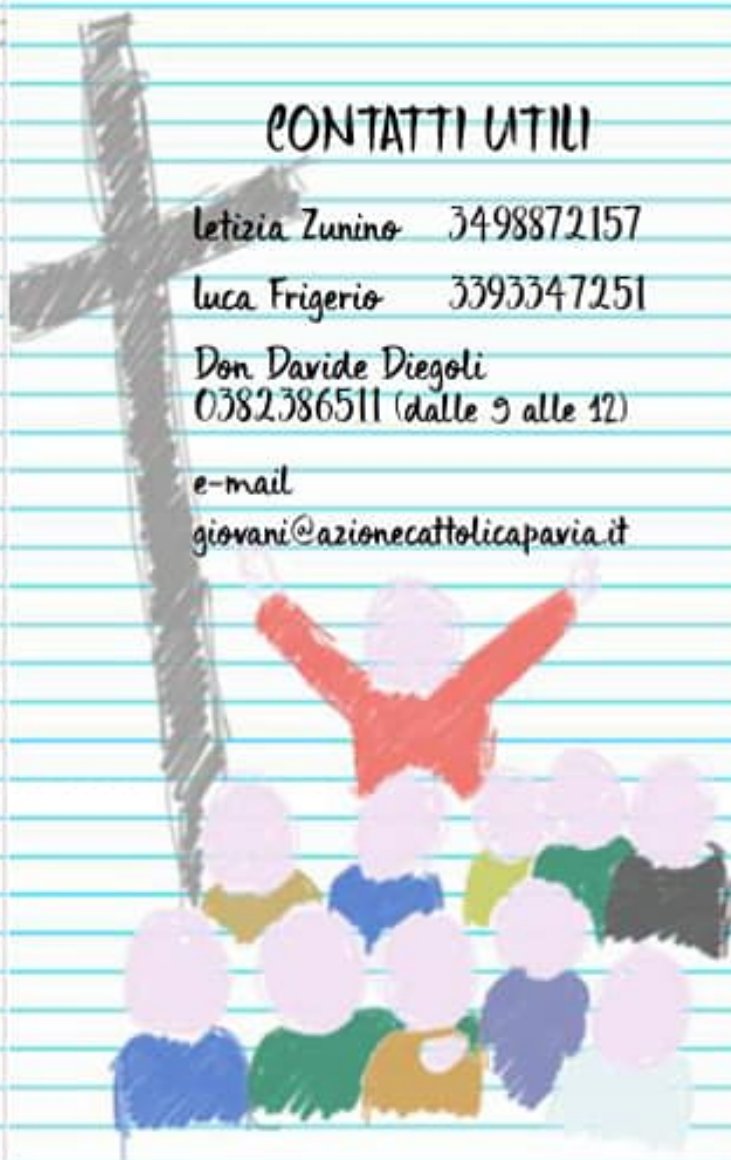 CONTATTI UTILI
letizia Zunino 3498872157
luca Frigerio 3393347251
Don Davide Diegoli
0382386511 (dalle 9 alle 12)
e-mail
giovani@azionecattolicapavia.it